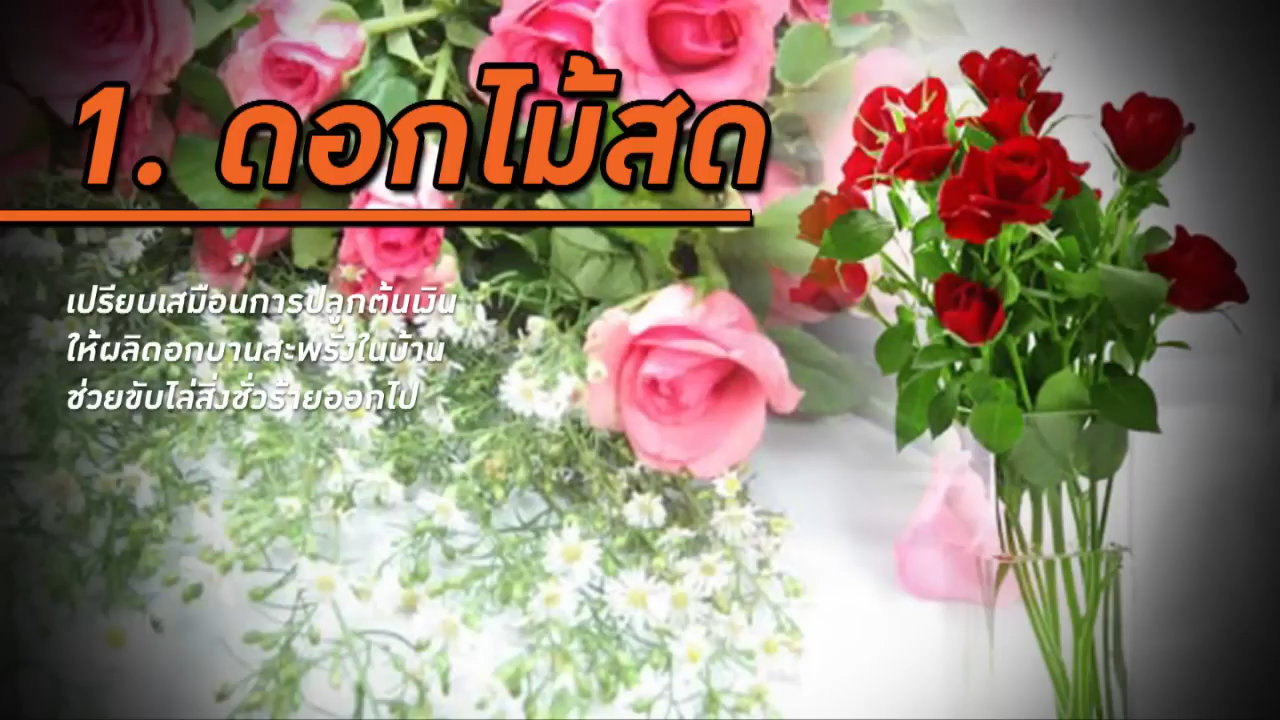 1. ดอกไม้สด
เปรียบเสมือนการปลูกต้นเงิน
ให้ผลิดอกบานสะพรั่งในบ้าน
ช่วยขับไล่สิ่งชั่วร้ายออกไป